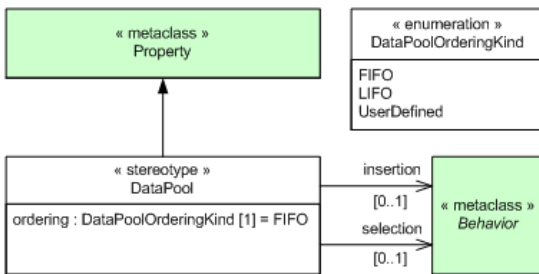 « metaclass »
Property
« enumeration »
DataPoolOrderingKind
FIFO
LIFO
UserDefined
« stereotype »
DataPool
ordering : DataPoolOrderingKind [1] = FIFO
insertion
[0..1]
selection
[0..1]
« metaclass »
Behavior